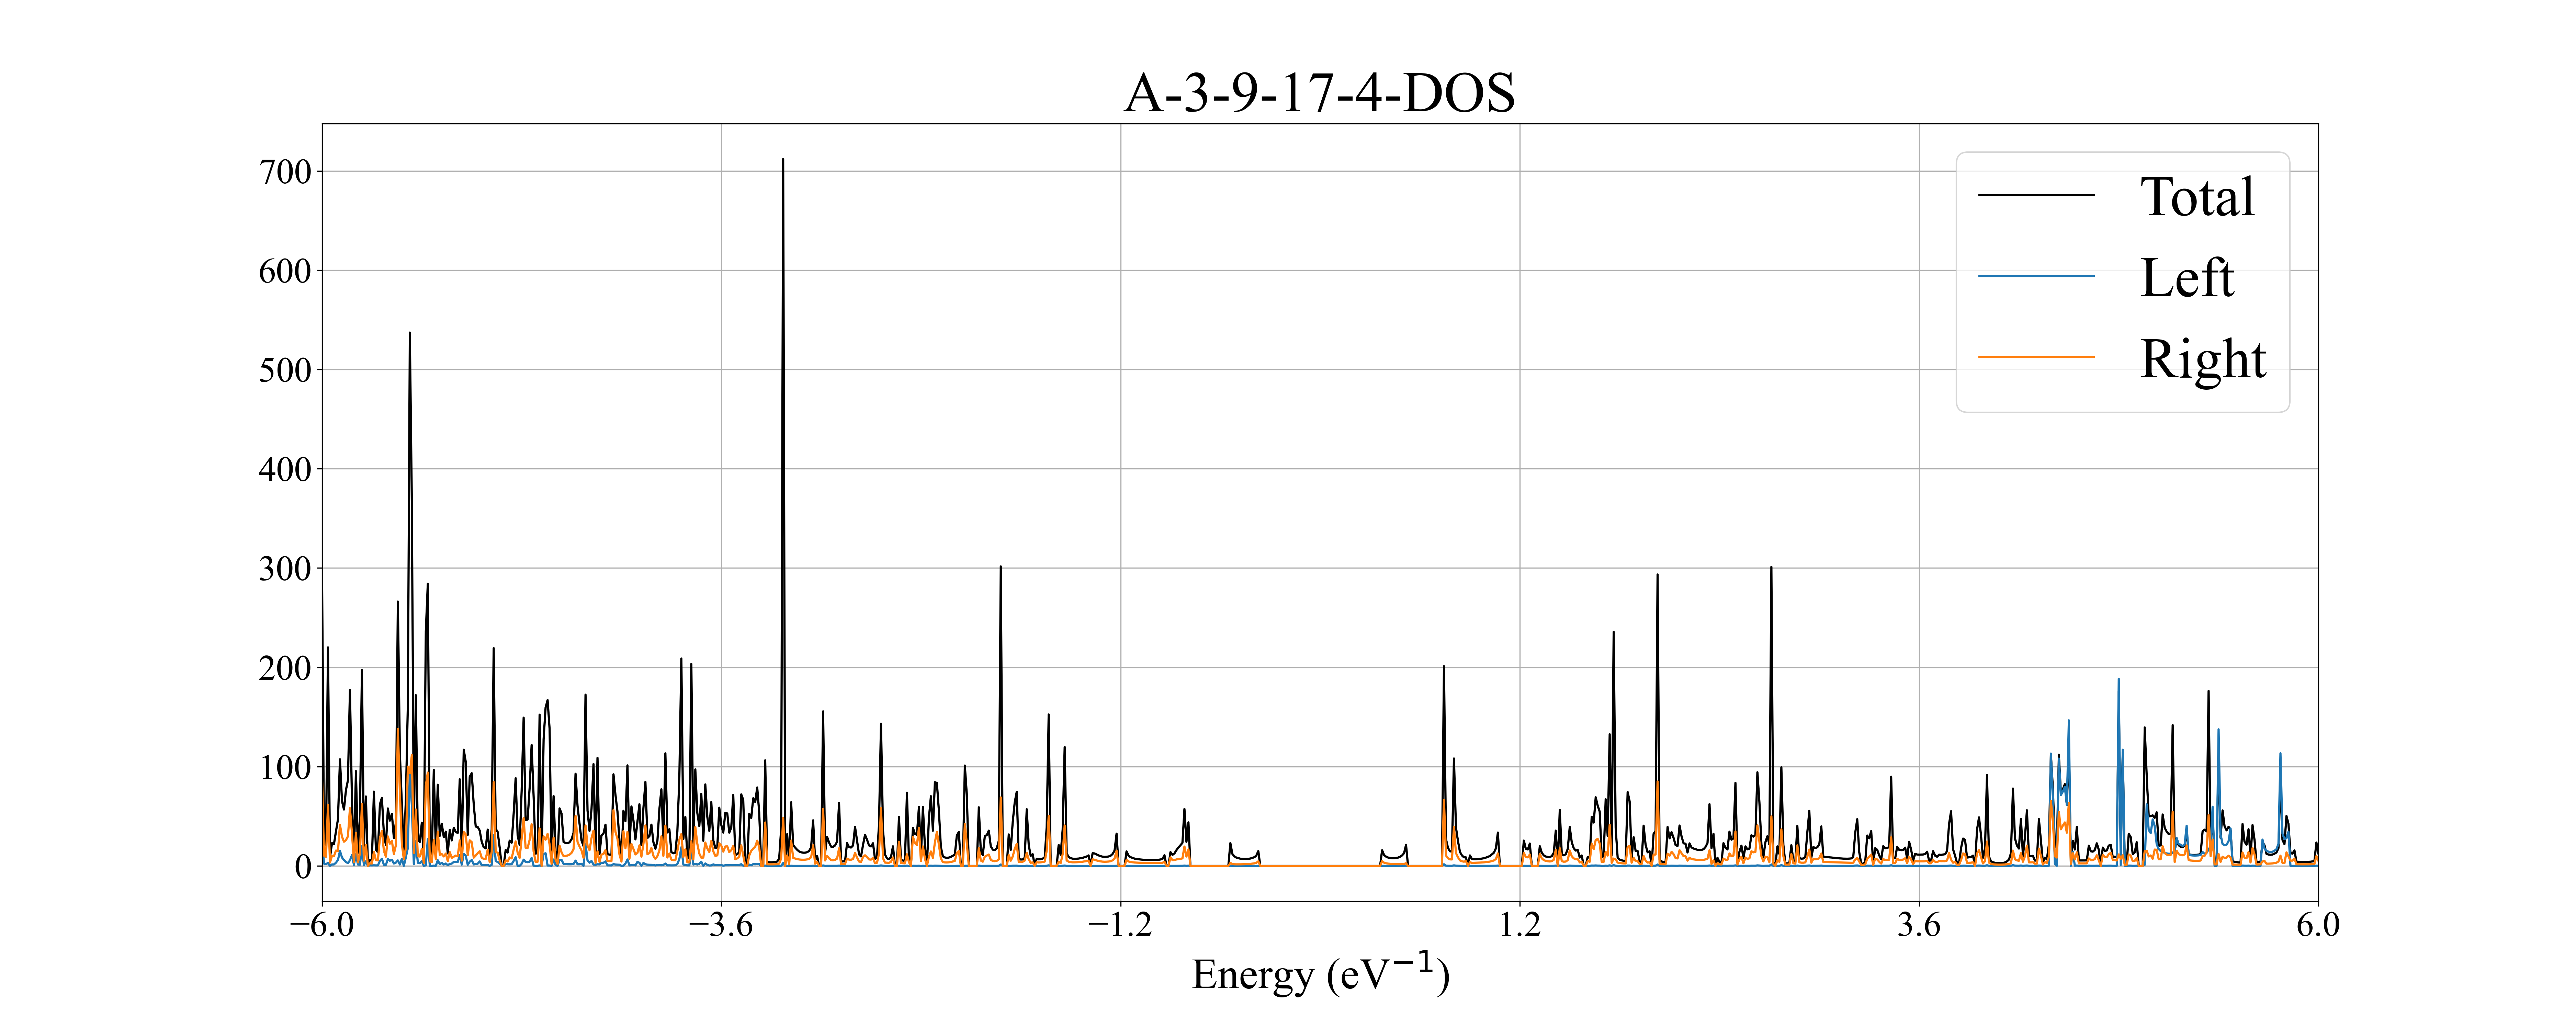 A-3-9-17-4-DOS
700
600
500
400
300
200
100
0
Total
Left
Right
−6.0 −3.6 −1.2 1.2 3.6 6.0
Energy (eV⁻¹)